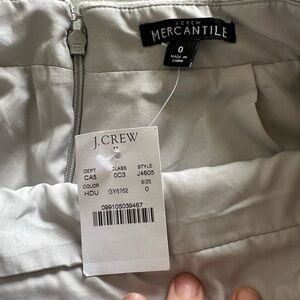 J.CREW
MERCANTILE
0
MADE IN
CHINA
J.CREW
DEPT CLASS STYLE
CA5 0C3 J4605
COLOR SIZE
HDU GY6762 0
099105039467